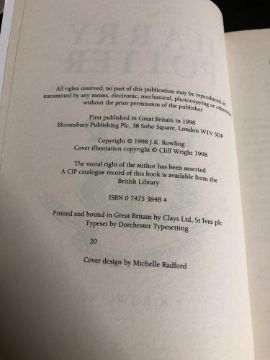 All rights reserved; no part of this publication may be reproduced or
transmitted by any means, electronic, mechanical, photocopying or otherwise
without the prior permission of the publisher
First published in Great Britain in 1998
Bloomsbury Publishing Plc, 38 Soho Square, London W1V 5DF
Copyright © 1998 J.K. Rowling
Cover illustration copyright © Cliff Wright 1998
The moral right of the author has been asserted
A CIP catalogue record of this book is available from the
British Library
ISBN 0 7475 3848 4
Printed and bound in Great Britain by Clays Ltd, St Ives plc
Typeset by Dorchester Typesetting
20
Cover design by Michelle Radford